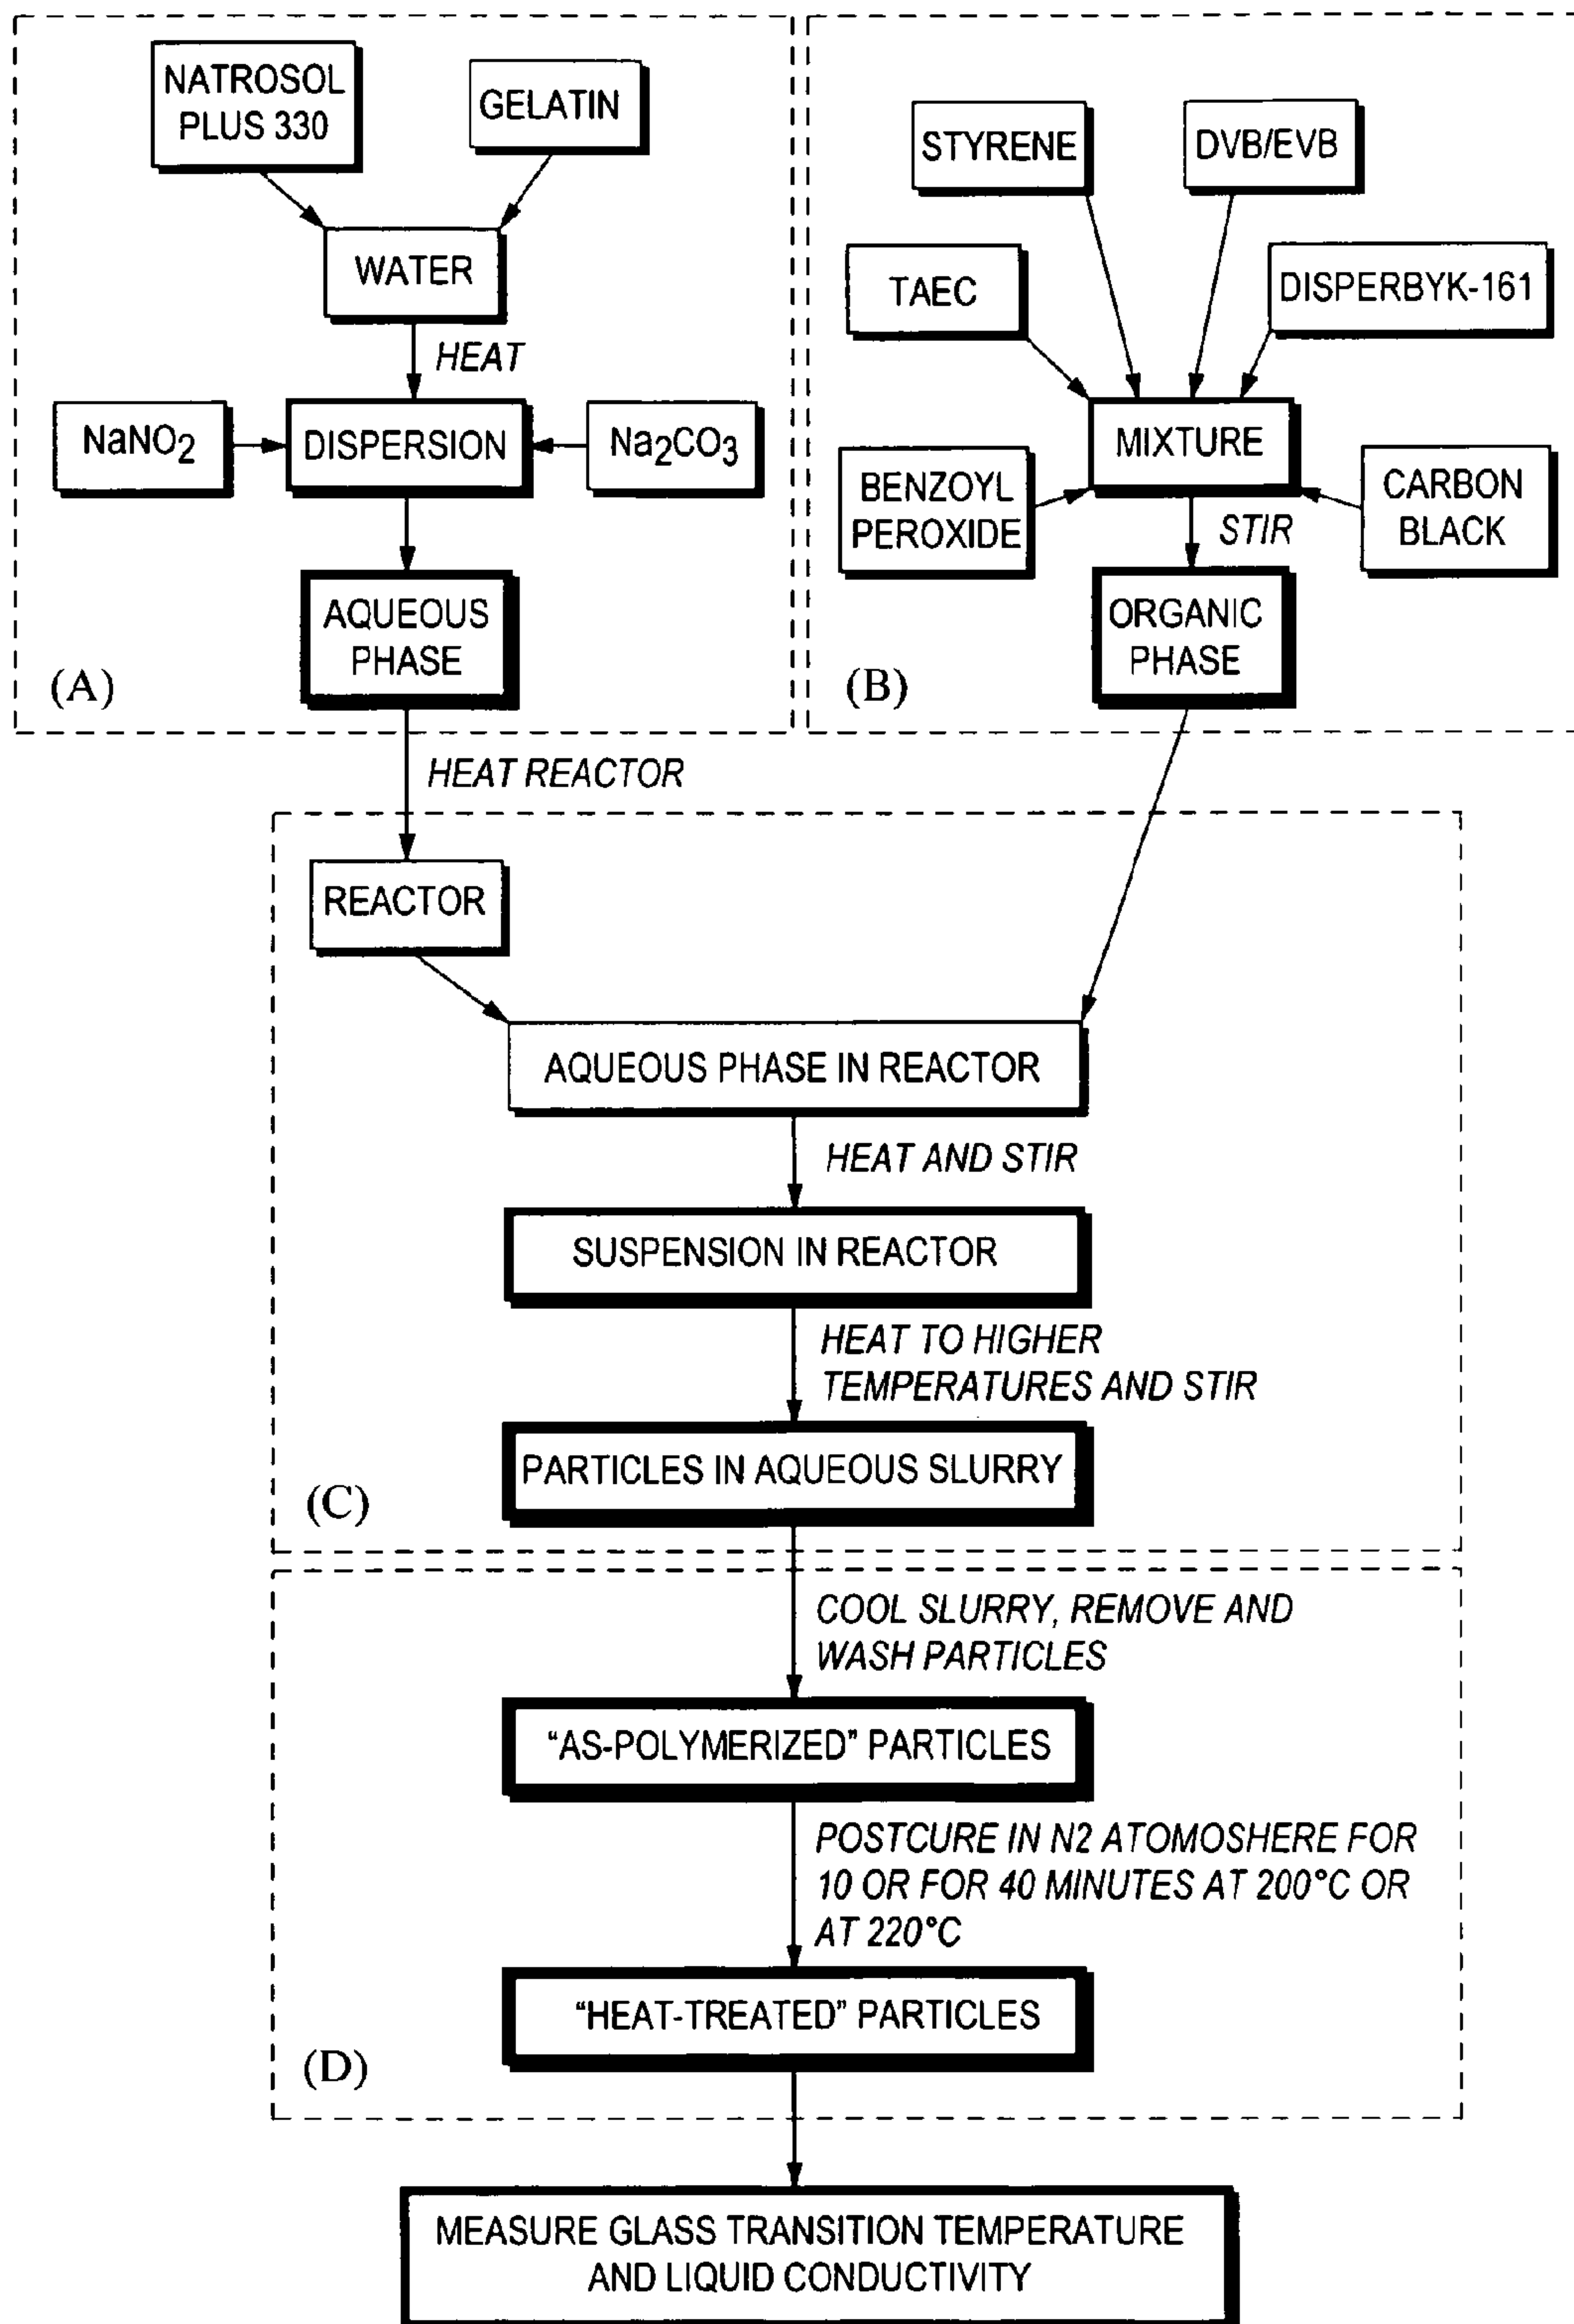 NATROSOL
PLUS 330
GELATIN
WATER
HEAT
NaNO2
DISPERSION
Na2CO3
AQUEOUS
PHASE
(A)
STYRENE
DVB/EVB
TAEC
DISPERBYK-161
MIXTURE
BENZOYL
PEROXIDE
CARBON
BLACK
STIR
ORGANIC
PHASE
(B)
HEAT REACTOR
REACTOR
AQUEOUS PHASE IN REACTOR
HEAT AND STIR
SUSPENSION IN REACTOR
HEAT TO HIGHER
TEMPERATURES AND STIR
PARTICLES IN AQUEOUS SLURRY
(C)
COOL SLURRY, REMOVE AND
WASH PARTICLES
“AS-POLYMERIZED” PARTICLES
POSTCURE IN N2 ATOMOSHERE FOR
10 OR FOR 40 MINUTES AT 200°C OR
AT 220°C
“HEAT-TREATED” PARTICLES
(D)
MEASURE GLASS TRANSITION TEMPERATURE
AND LIQUID CONDUCTIVITY